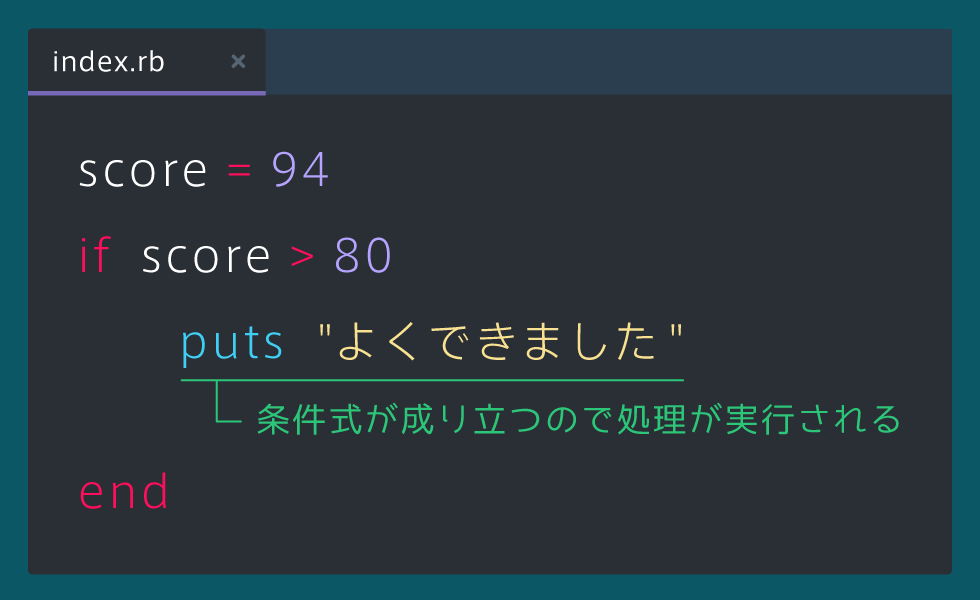 index.rb ×
score = 94
if score > 80
puts "よくできました"
条件式が成り立つので処理が実行される
end